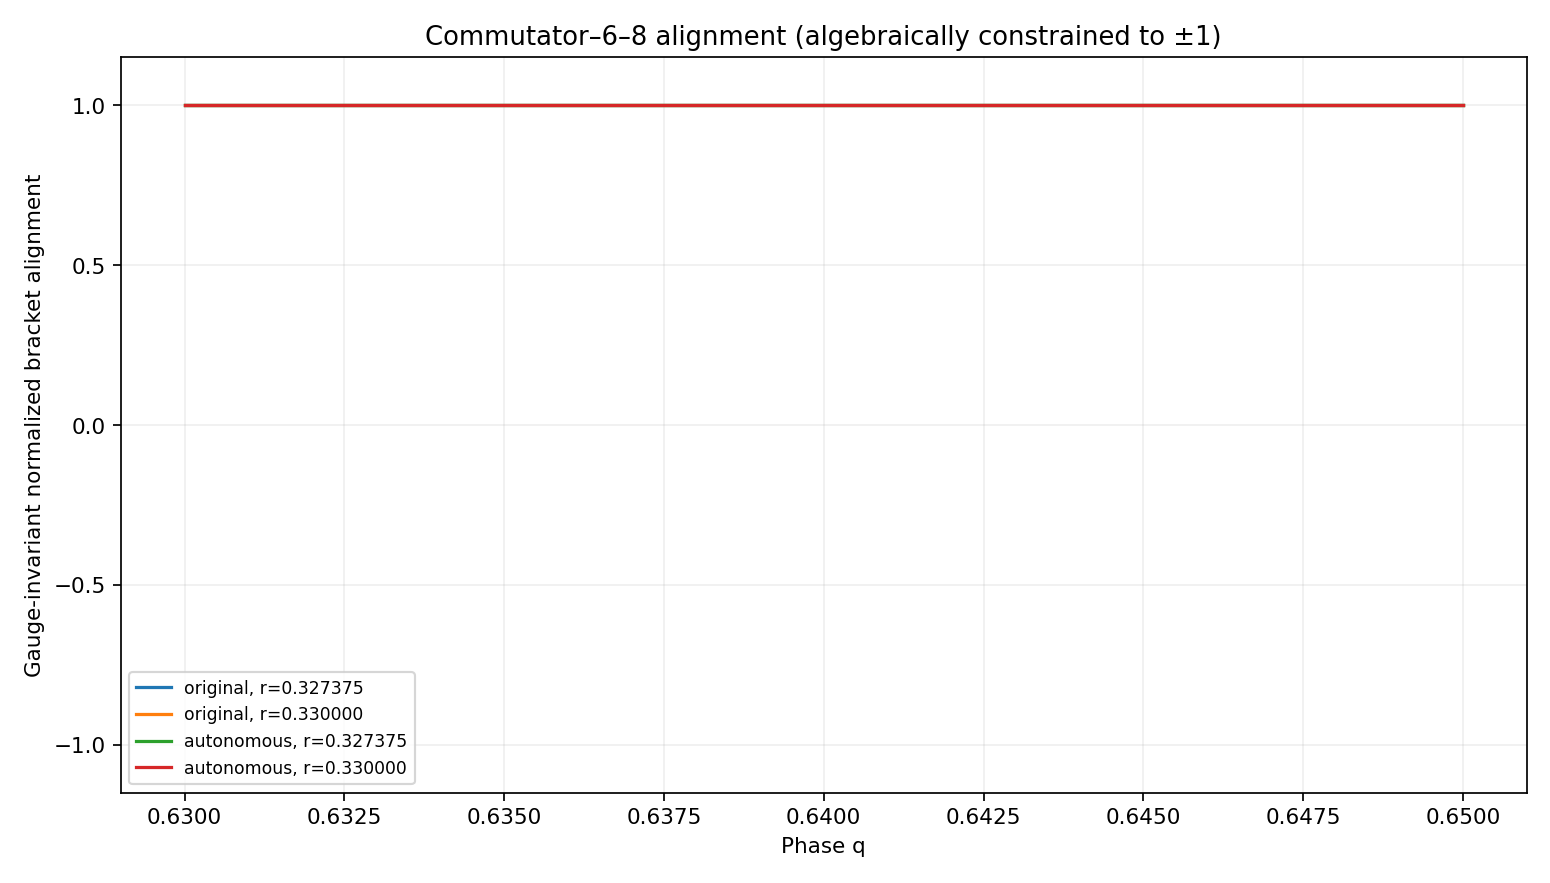 Commutator–6–8 alignment (algebraically constrained to ±1)
Gauge-invariant normalized bracket alignment
1.0
0.5
0.0
−0.5
−1.0
original, r=0.327375
original, r=0.330000
autonomous, r=0.327375
autonomous, r=0.330000
0.6300 0.6325 0.6350 0.6375 0.6400 0.6425 0.6450 0.6475 0.6500
Phase q